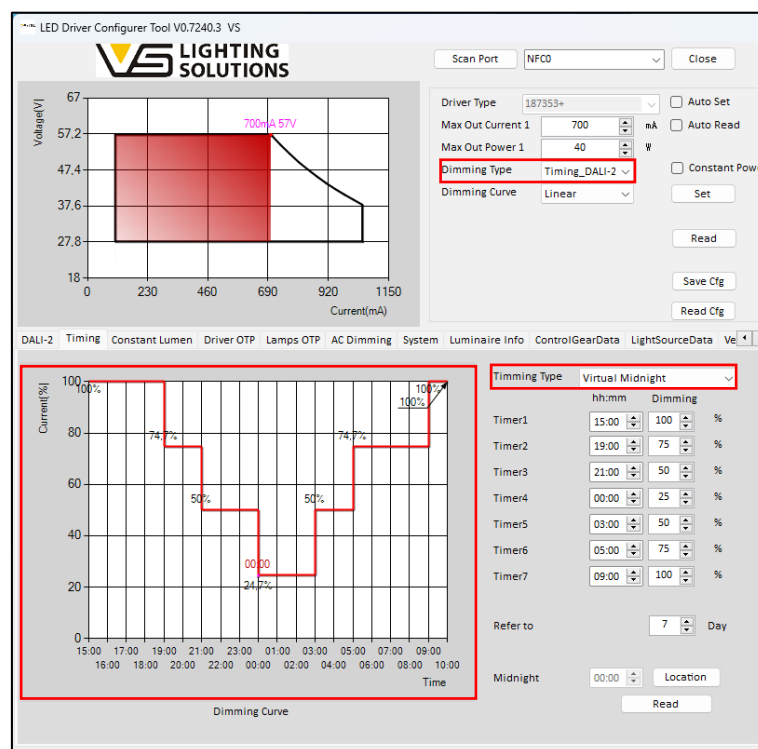 LED Driver Configurer Tool V0.7240.3 VS
VS LIGHTING
SOLUTIONS
Scan Port
NFC0
Close
Voltage[V]
67
57,2
47.4
37.6
27,8
18
700mA 57V
0 230 460 690 920 1150
Current(mA)
Driver Type 187353+ Auto Set
Max Out Current 1 700 mA Auto Read
Max Out Power 1 40 W
Dimming Type Timing_DALI-2 Constant Powe
Dimming Curve Linear Set
Read
Save Cfg
Read Cfg
DALI-2 Timing Constant Lumen Driver OTP Lamps OTP AC Dimming System Luminaire Info ControlGearData LightSourceData Ve
Current[%]
100
80
60
40
20
0
100%
74,7%
50%
00:00
24,7%
50%
74,7%
100%
100%
15:00 17:00 19:00 21:00 23:00 01:00 03:00 05:00 07:00 09:00
16:00 18:00 20:00 22:00 00:00 02:00 04:00 06:00 08:00 10:00
Time
Dimming Curve
Timming Type Virtual Midnight
hh:mm Dimming
Timer1 15:00 100 %
Timer2 19:00 75 %
Timer3 21:00 50 %
Timer4 00:00 25 %
Timer5 03:00 50 %
Timer6 05:00 75 %
Timer7 09:00 100 %
Refer to 7 Day
Midnight 00:00 Location
Read